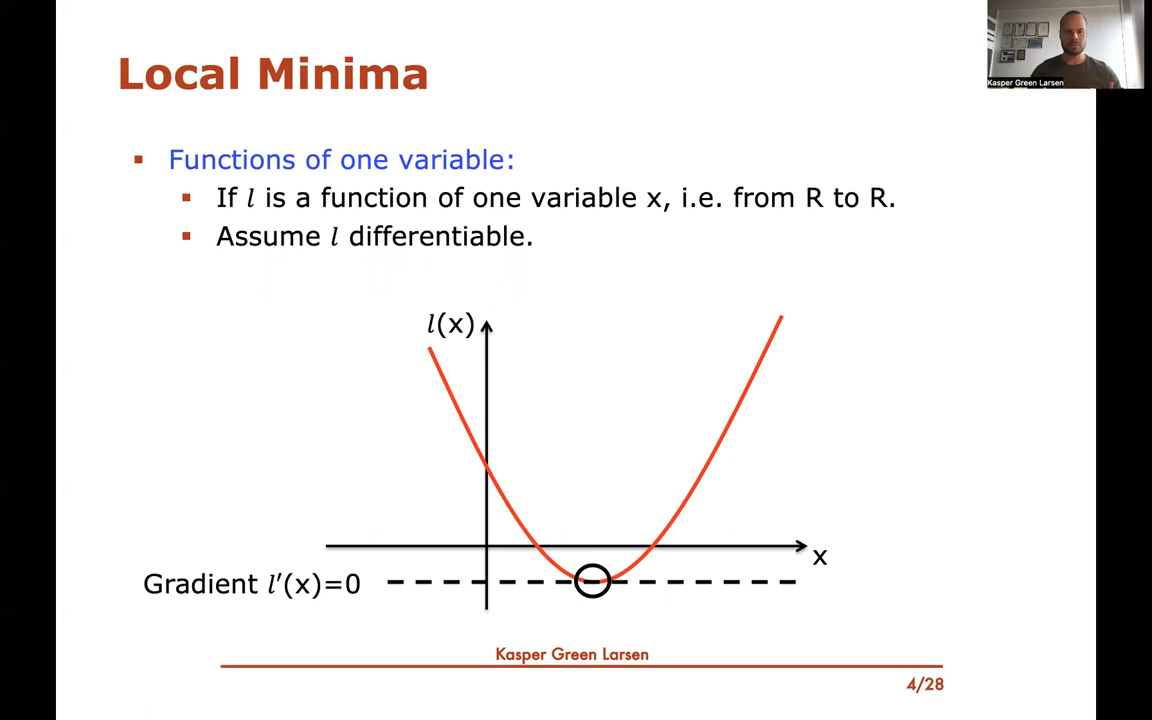 Local Minima
Kasper Green Larsen
▪ Functions of one variable:
▪ If l is a function of one variable x, i.e. from R to R.
▪ Assume l differentiable.
l(x)
x
Gradient l′(x)=0
Kasper Green Larsen
4/28